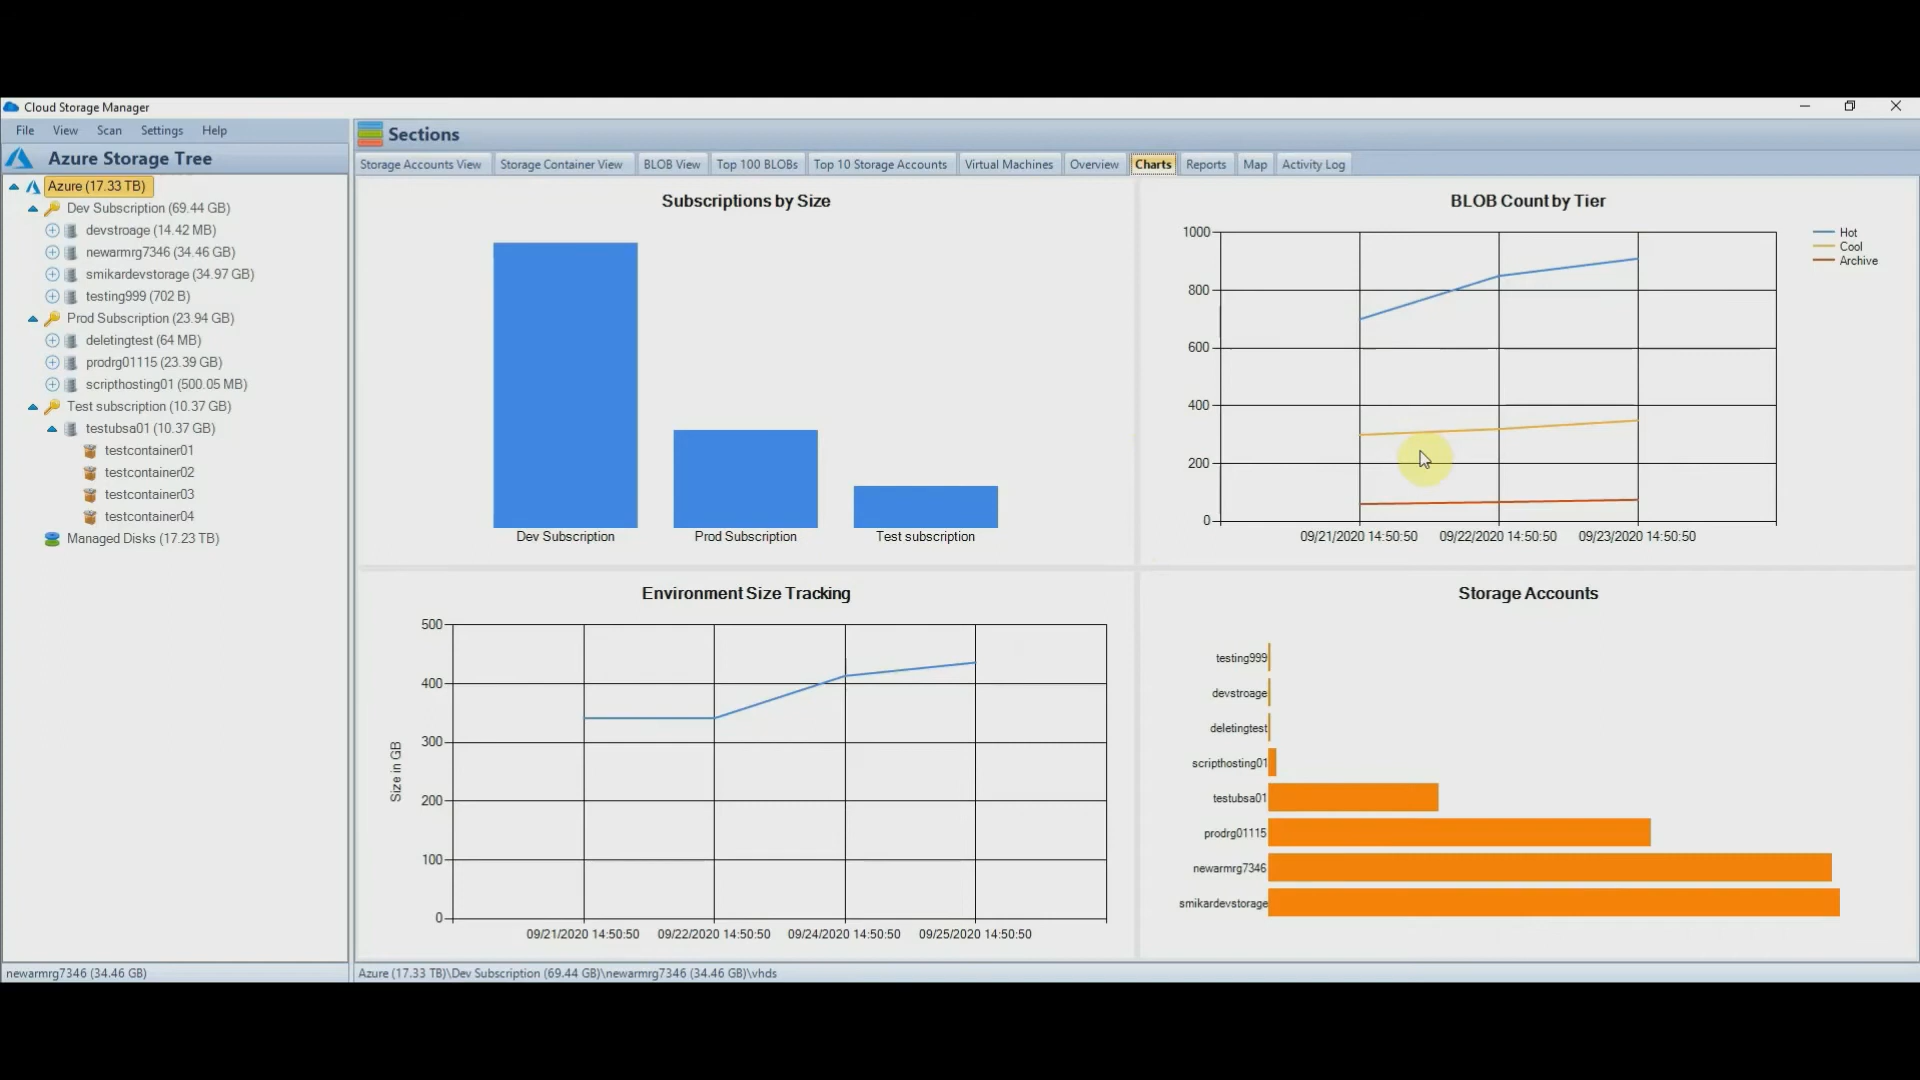 Cloud Storage Manager
File View Scan Settings Help
Azure Storage Tree
Azure (17.33 TB)
Dev Subscription (69.44 GB)
devstroage (14.42 MB)
newarmrg7346 (34.46 GB)
smikardevstorage (34.97 GB)
testing999 (702 B)
Prod Subscription (23.94 GB)
deletingtest (64 MB)
prodrg01115 (23.39 GB)
scripthosting01 (500.05 MB)
Test subscription (10.37 GB)
testubsa01 (10.37 GB)
testcontainer01
testcontainer02
testcontainer03
testcontainer04
Managed Disks (17.23 TB)
newarmrg7346 (34.46 GB)
Sections
Storage Accounts View Storage Container View BLOB View Top 100 BLOBs Top 10 Storage Accounts Virtual Machines Overview Charts Reports Map Activity Log
Subscriptions by Size
Dev Subscription Prod Subscription Test subscription
BLOB Count by Tier
1000
800
600
400
200
0
09/21/2020 14:50:50 09/22/2020 14:50:50 09/23/2020 14:50:50
Hot
Cool
Archive
Environment Size Tracking
Size in GB
500
400
300
200
100
0
09/21/2020 14:50:50 09/22/2020 14:50:50 09/24/2020 14:50:50 09/25/2020 14:50:50
Storage Accounts
testing999
devstroage
deletingtest
scripthosting01
testubsa01
prodrg01115
newarmrg7346
smikardevstorage
Azure (17.33 TB)\Dev Subscription (69.44 GB)\newarmrg7346 (34.46 GB)\vhds